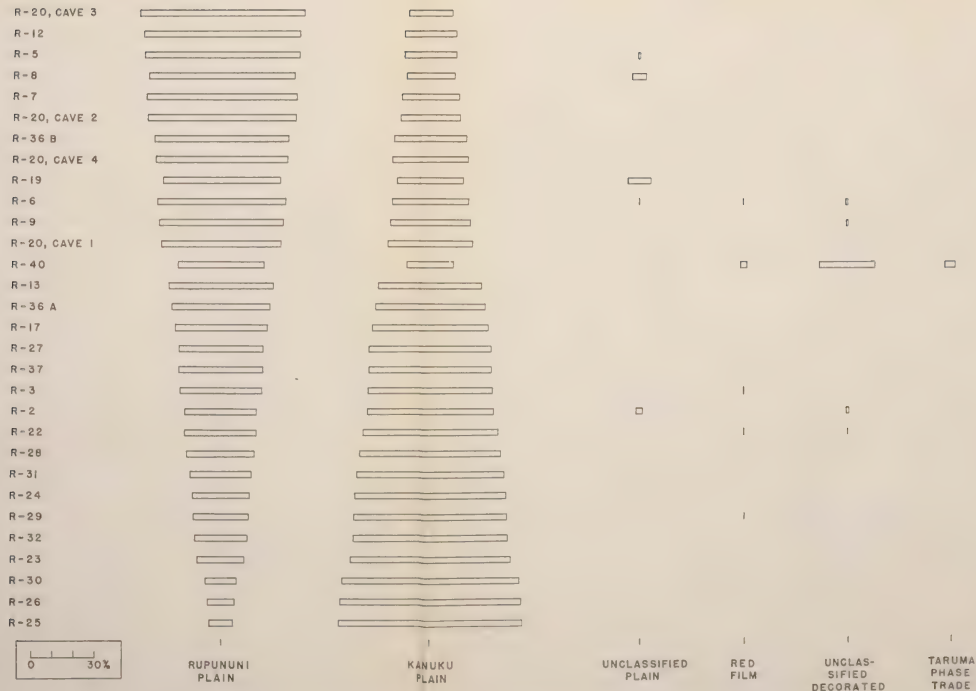 R-20, CAVE 3
R-12
R-5
R-8
R-7
R-20, CAVE 2
R-36 B
R-20, CAVE 4
R-19
R-6
R-9
R-20, CAVE 1
R-40
R-13
R-36 A
R-17
R-27
R-37
R-3
R-2
R-22
R-28
R-31
R-24
R-29
R-32
R-23
R-30
R-26
R-25
0 30%
RUPUNUNI
PLAIN
KANUKU
PLAIN
UNCLASSIFIED
PLAIN
RED
FILM
UNCLAS-
SIFIED
DECORATED
TARUMA
PHASE
TRADE